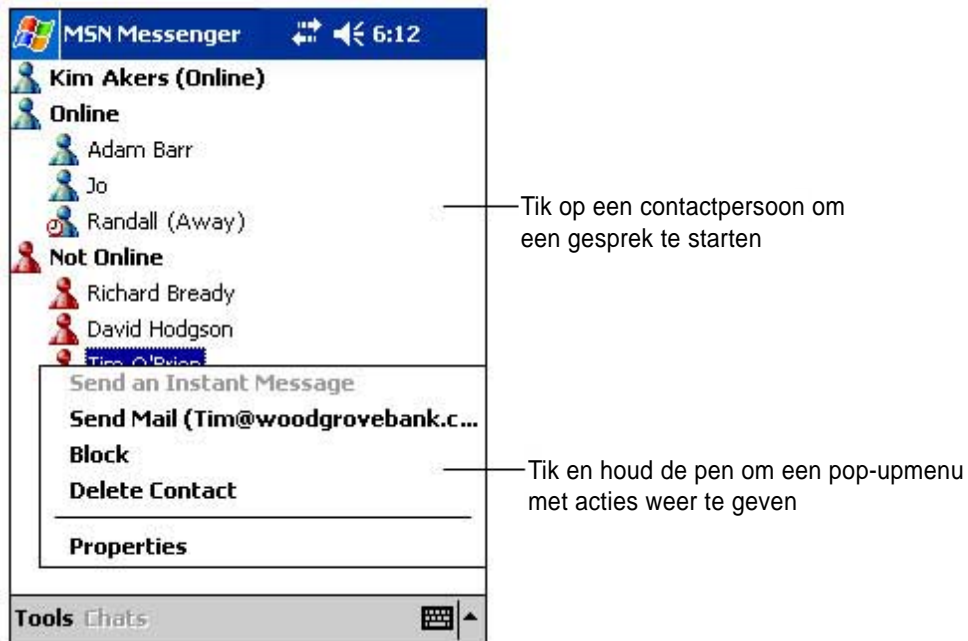 MSN Messenger 6:12
Kim Akers (Online)
Online
Adam Barr
Jo
Randall (Away)
Not Online
Richard Bready
David Hodgson
Tim O'Brien
Send an Instant Message
Send Mail (Tim@woodgrovebank.c...
Block
Delete Contact
Properties
Tools Chats
Tik op een contactpersoon om
een gesprek te starten
Tik en houd de pen om een pop-upmenu
met acties weer te geven